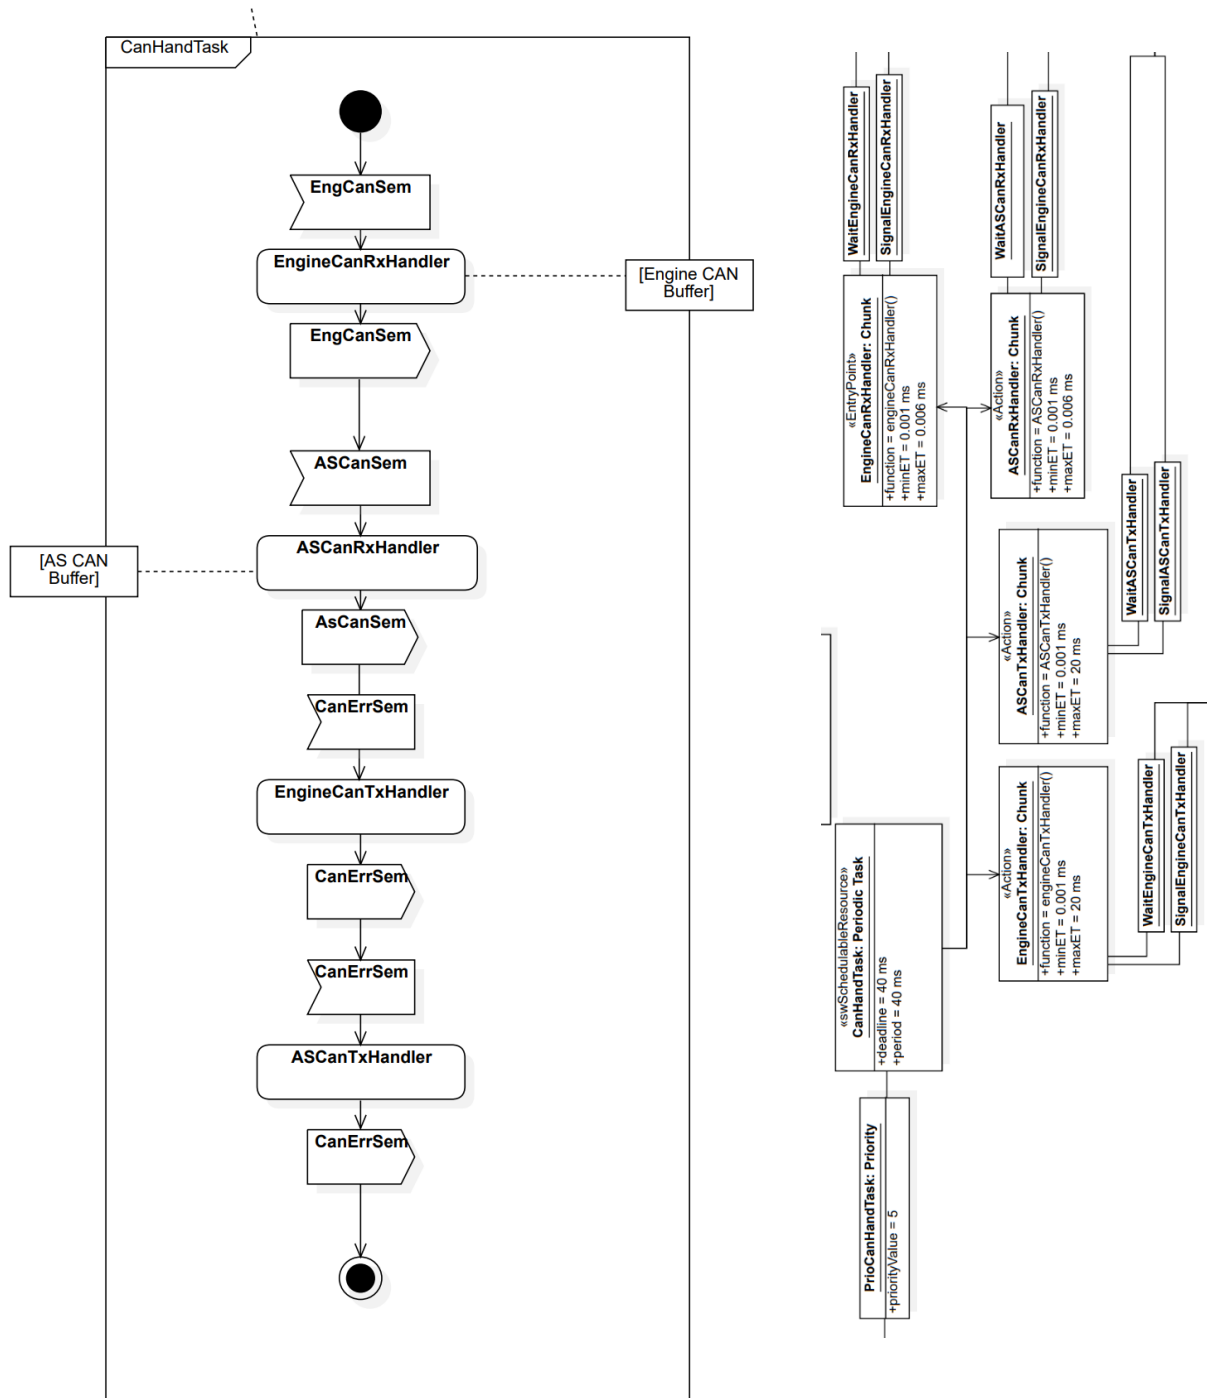 CanHandTask
EngCanSem
EngineCanRxHandler
[Engine CAN
Buffer]
EngCanSem
ASCanSem
ASCanRxHandler
[AS CAN
Buffer]
AsCanSem
CanErrSem
EngineCanTxHandler
CanErrSem
CanErrSem
ASCanTxHandler
CanErrSem
WaitEngineCanRxHandler
SignalEngineCanRxHandler
«EntryPoint»
EngineCanRxHandler: Chunk
+function = engineCanRxHandler()
+minET = 0.001 ms
+maxET = 0.006 ms
WaitASCanRxHandler
SignalEngineCanRxHandler
«Action»
ASCanRxHandler: Chunk
+function = ASCanRxHandler()
+minET = 0.001 ms
+maxET = 0.006 ms
WaitASCanTxHandler
SignalASCanTxHandler
«Action»
ASCanTxHandler: Chunk
+function = ASCanTxHandler()
+minET = 0.001 ms
+maxET = 20 ms
WaitEngineCanTxHandler
SignalEngineCanTxHandler
«Action»
EngineCanTxHandler: Chunk
+function = engineCanTxHandler()
+minET = 0.001 ms
+maxET = 20 ms
«swSchedulableResource»
CanHandTask: Periodic Task
+deadline = 40 ms
+period = 40 ms
PrioCanHandTask: Priority
+priorityValue = 5